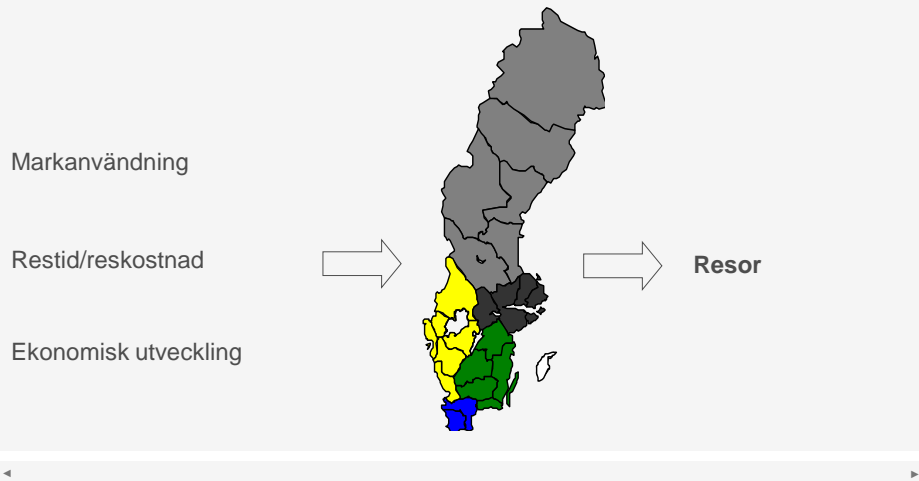 Markanvändning
Restid/reskostnad
Resor
Ekonomisk utveckling